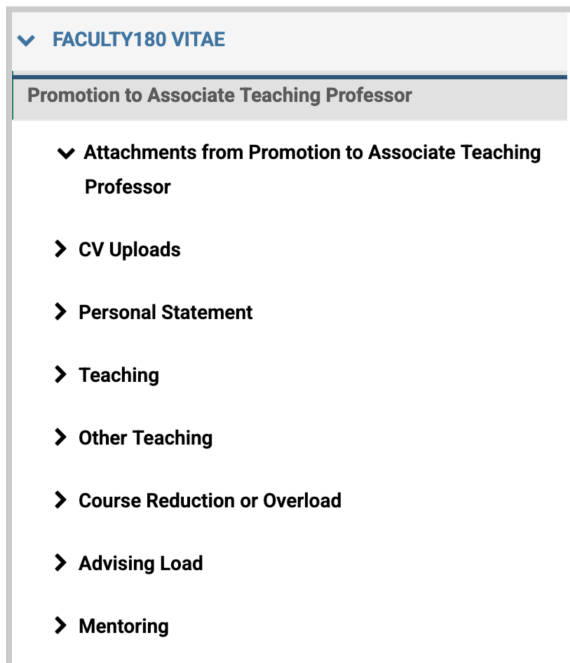 FACULTY180 VITAE
Promotion to Associate Teaching Professor
Attachments from Promotion to Associate Teaching
Professor
CV Uploads
Personal Statement
Teaching
Other Teaching
Course Reduction or Overload
Advising Load
Mentoring